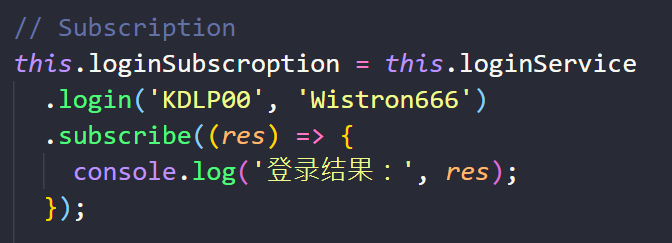 // Subscription
this.loginSubscroption = this.loginService
.login('KDLP00', 'Wistron666')
.subscribe((res) => {
console.log('登录结果：', res);
});